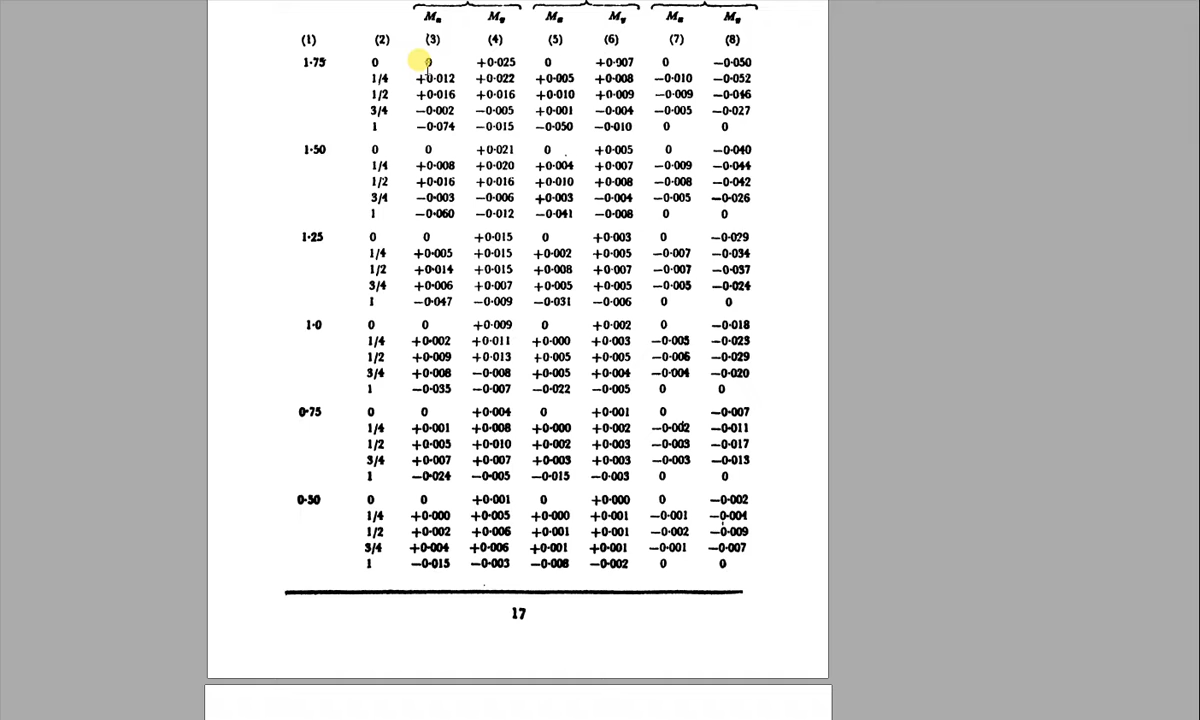 Mx My Mx My Mx My
(1) (2) (3) (4) (5) (6) (7) (8)
1·75 0 0 +0·025 0 +0·007 0 −0·050
1/4 +0·012 +0·022 +0·005 +0·008 −0·010 −0·052
1/2 +0·016 +0·016 +0·010 +0·009 −0·009 −0·046
3/4 −0·002 −0·005 +0·001 −0·004 −0·005 −0·027
1 −0·074 −0·015 −0·050 −0·010 0 0
1·50 0 0 +0·021 0 +0·005 0 −0·040
1/4 +0·008 +0·020 +0·004 +0·007 −0·009 −0·044
1/2 +0·016 +0·016 +0·010 +0·008 −0·008 −0·042
3/4 −0·003 −0·006 +0·003 −0·004 −0·005 −0·026
1 −0·060 −0·012 −0·041 −0·008 0 0
1·25 0 0 +0·015 0 +0·003 0 −0·029
1/4 +0·005 +0·015 +0·002 +0·005 −0·007 −0·034
1/2 +0·014 +0·015 +0·008 +0·007 −0·007 −0·037
3/4 +0·006 +0·007 +0·005 +0·005 −0·005 −0·024
1 −0·047 −0·009 −0·031 −0·006 0 0
1·0 0 0 +0·009 0 +0·002 0 −0·018
1/4 +0·002 +0·011 +0·000 +0·003 −0·005 −0·023
1/2 +0·009 +0·013 +0·005 +0·005 −0·006 −0·029
3/4 +0·008 −0·008 +0·005 +0·004 −0·004 −0·020
1 −0·035 −0·007 −0·022 −0·005 0 0
0·75 0 0 +0·004 0 +0·001 0 −0·007
1/4 +0·001 +0·008 +0·000 +0·002 −0·002 −0·011
1/2 +0·005 +0·010 +0·002 +0·003 −0·003 −0·017
3/4 +0·007 +0·007 +0·003 +0·003 −0·003 −0·013
1 −0·024 −0·005 −0·015 −0·003 0 0
0·50 0 0 +0·001 0 +0·000 0 −0·002
1/4 +0·000 +0·005 +0·000 +0·001 −0·001 −0·004
1/2 +0·002 +0·006 +0·001 +0·001 −0·002 −0·009
3/4 +0·004 +0·006 +0·001 +0·001 −0·001 −0·007
1 −0·015 −0·003 −0·008 −0·002 0 0
17